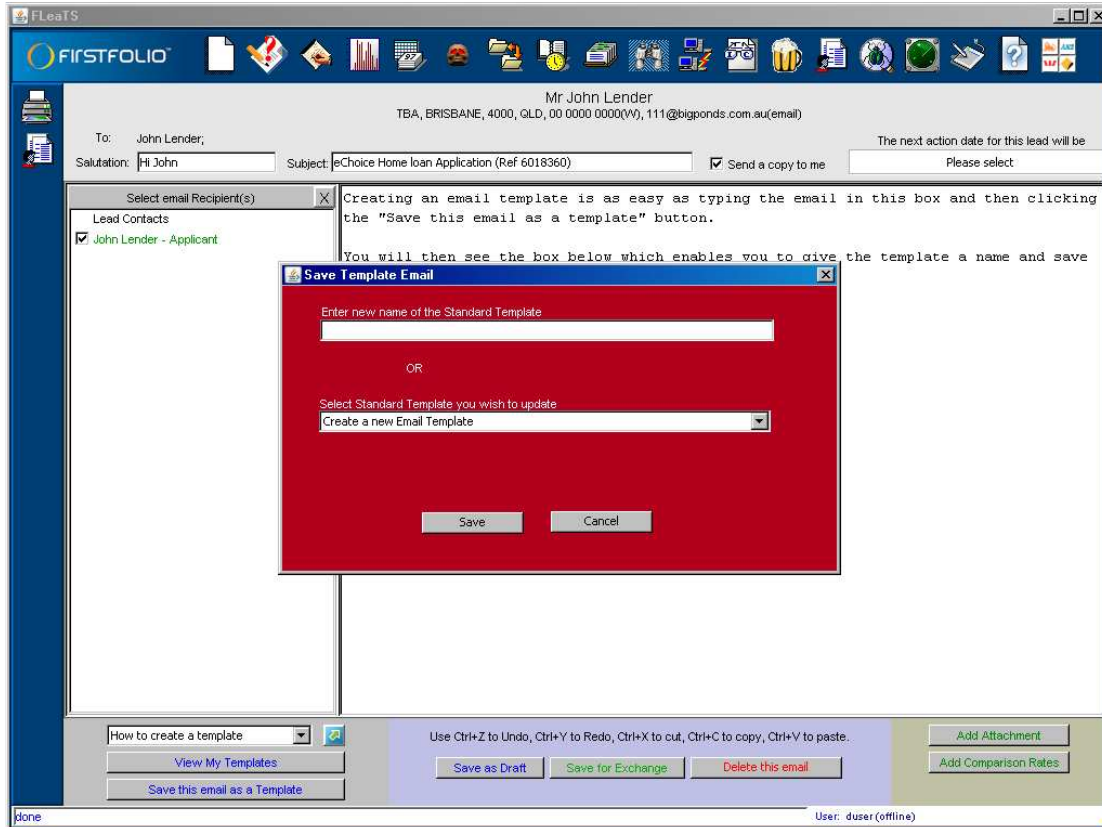 FLeaTS
FIRSTFOLIO™
Mr John Lender
TBA, BRISBANE, 4000, QLD, 00 0000 0000(W), 111@bigponds.com.au(email)
To: John Lender;
The next action date for this lead will be
Salutation: Hi John Subject: eChoice Home loan Application (Ref 6018360) Send a copy to me Please select
Select email Recipient(s) X
Lead Contacts
John Lender - Applicant
Creating an email template is as easy as typing the email in this box and then clicking
the "Save this email as a template" button.
You will then see the box below which enables you to give the template a name and save
Save Template Email
Enter new name of the Standard Template
OR
Select Standard Template you wish to update
Create a new Email Template
Save Cancel
How to create a template
View My Templates
Save this email as a Template
Use Ctrl+Z to Undo, Ctrl+Y to Redo, Ctrl+X to cut, Ctrl+C to copy, Ctrl+V to paste.
Save as Draft Save for Exchange Delete this email
Add Attachment
Add Comparison Rates
done User: duser(offline)